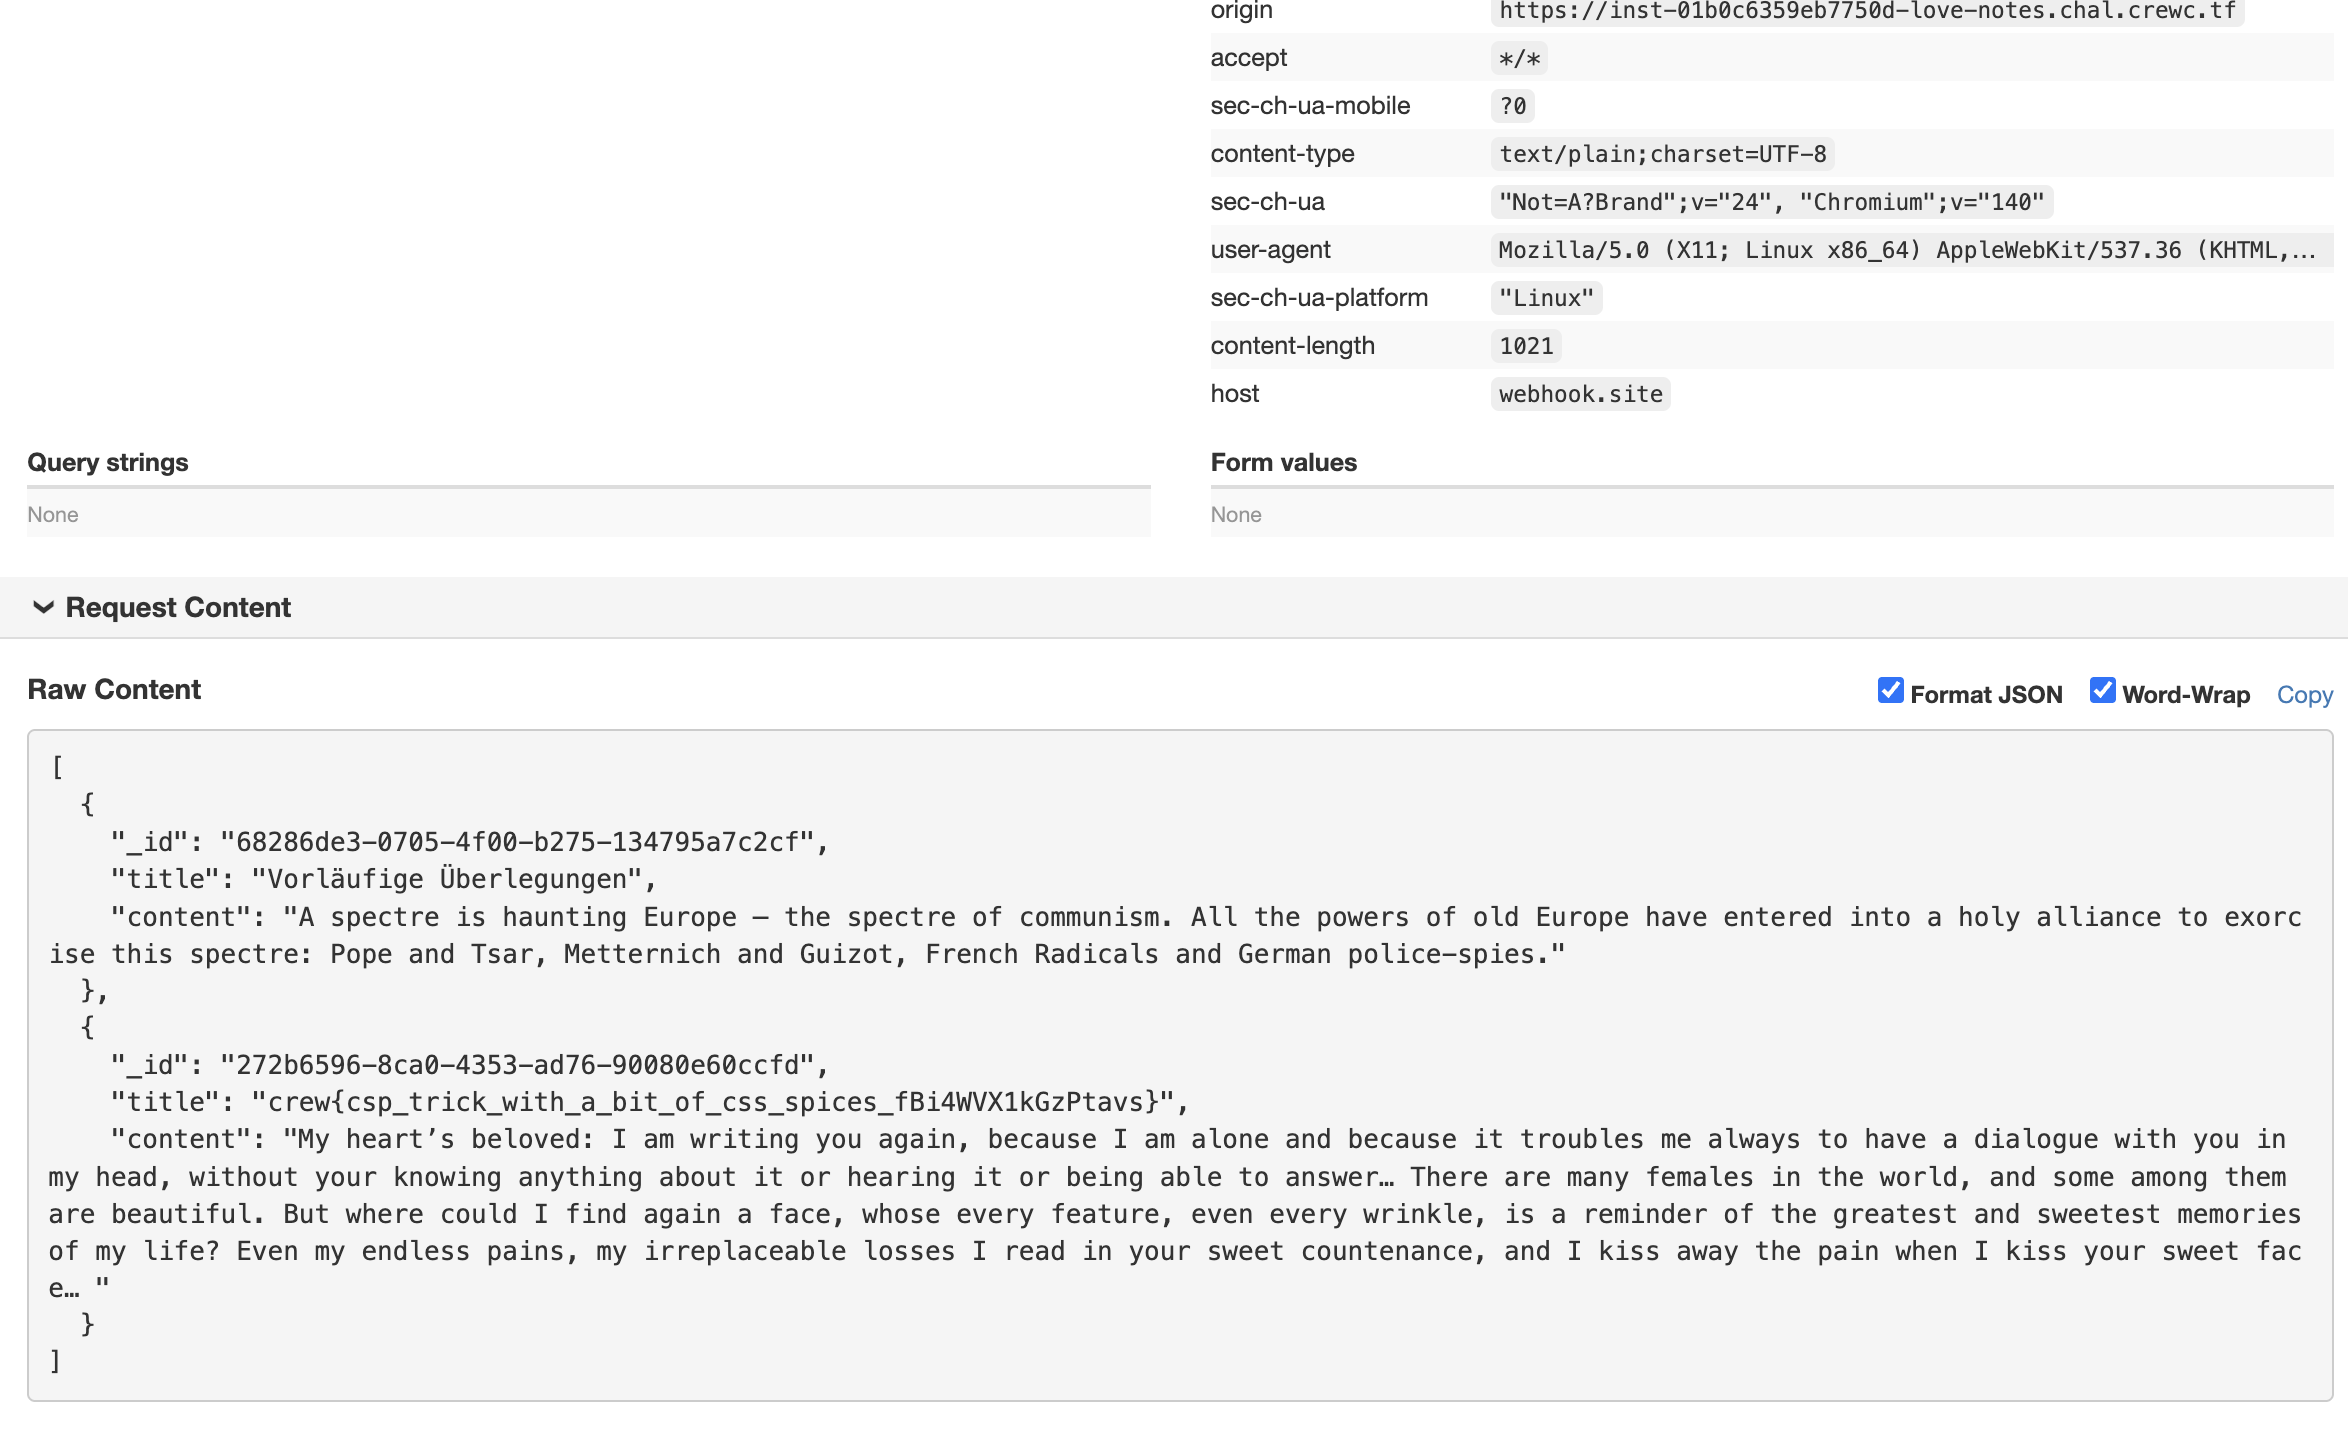 origin https://inst-01b0c6359eb7750d-love-notes.chal.crewc.tf
accept */*
sec-ch-ua-mobile ?0
content-type text/plain;charset=UTF-8
sec-ch-ua "Not=A?Brand";v="24", "Chromium";v="140"
user-agent Mozilla/5.0 (X11; Linux x86_64) AppleWebKit/537.36 (KHTML,...
sec-ch-ua-platform "Linux"
content-length 1021
host webhook.site
Query strings
None
Form values
None
Request Content
Raw Content
Format JSON Word-Wrap Copy
[
  {
    "_id": "68286de3-0705-4f00-b275-134795a7c2cf",
    "title": "Vorläufige Überlegungen",
    "content": "A spectre is haunting Europe — the spectre of communism. All the powers of old Europe have entered into a holy alliance to exorc
ise this spectre: Pope and Tsar, Metternich and Guizot, French Radicals and German police-spies."
  },
  {
    "_id": "272b6596-8ca0-4353-ad76-90080e60ccfd",
    "title": "crew{csp_trick_with_a_bit_of_css_spices_fBi4WVX1kGzPtavs}",
    "content": "My heart’s beloved: I am writing you again, because I am alone and because it troubles me always to have a dialogue with you in
my head, without your knowing anything about it or hearing it or being able to answer… There are many females in the world, and some among them
are beautiful. But where could I find again a face, whose every feature, even every wrinkle, is a reminder of the greatest and sweetest memories
of my life? Even my endless pains, my irreplaceable losses I read in your sweet countenance, and I kiss away the pain when I kiss your sweet fac
e… "
  }
]